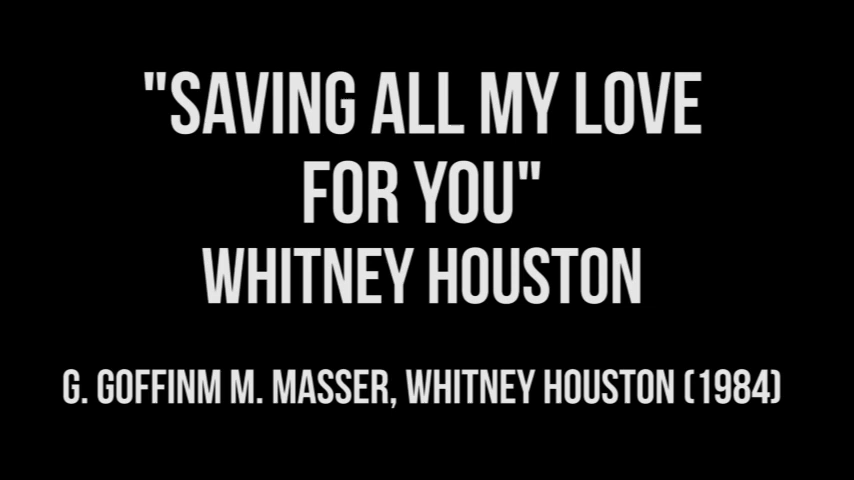 "SAVING ALL MY LOVE
FOR YOU"
WHITNEY HOUSTON
G. GOFFINM M. MASSER, WHITNEY HOUSTON (1984)